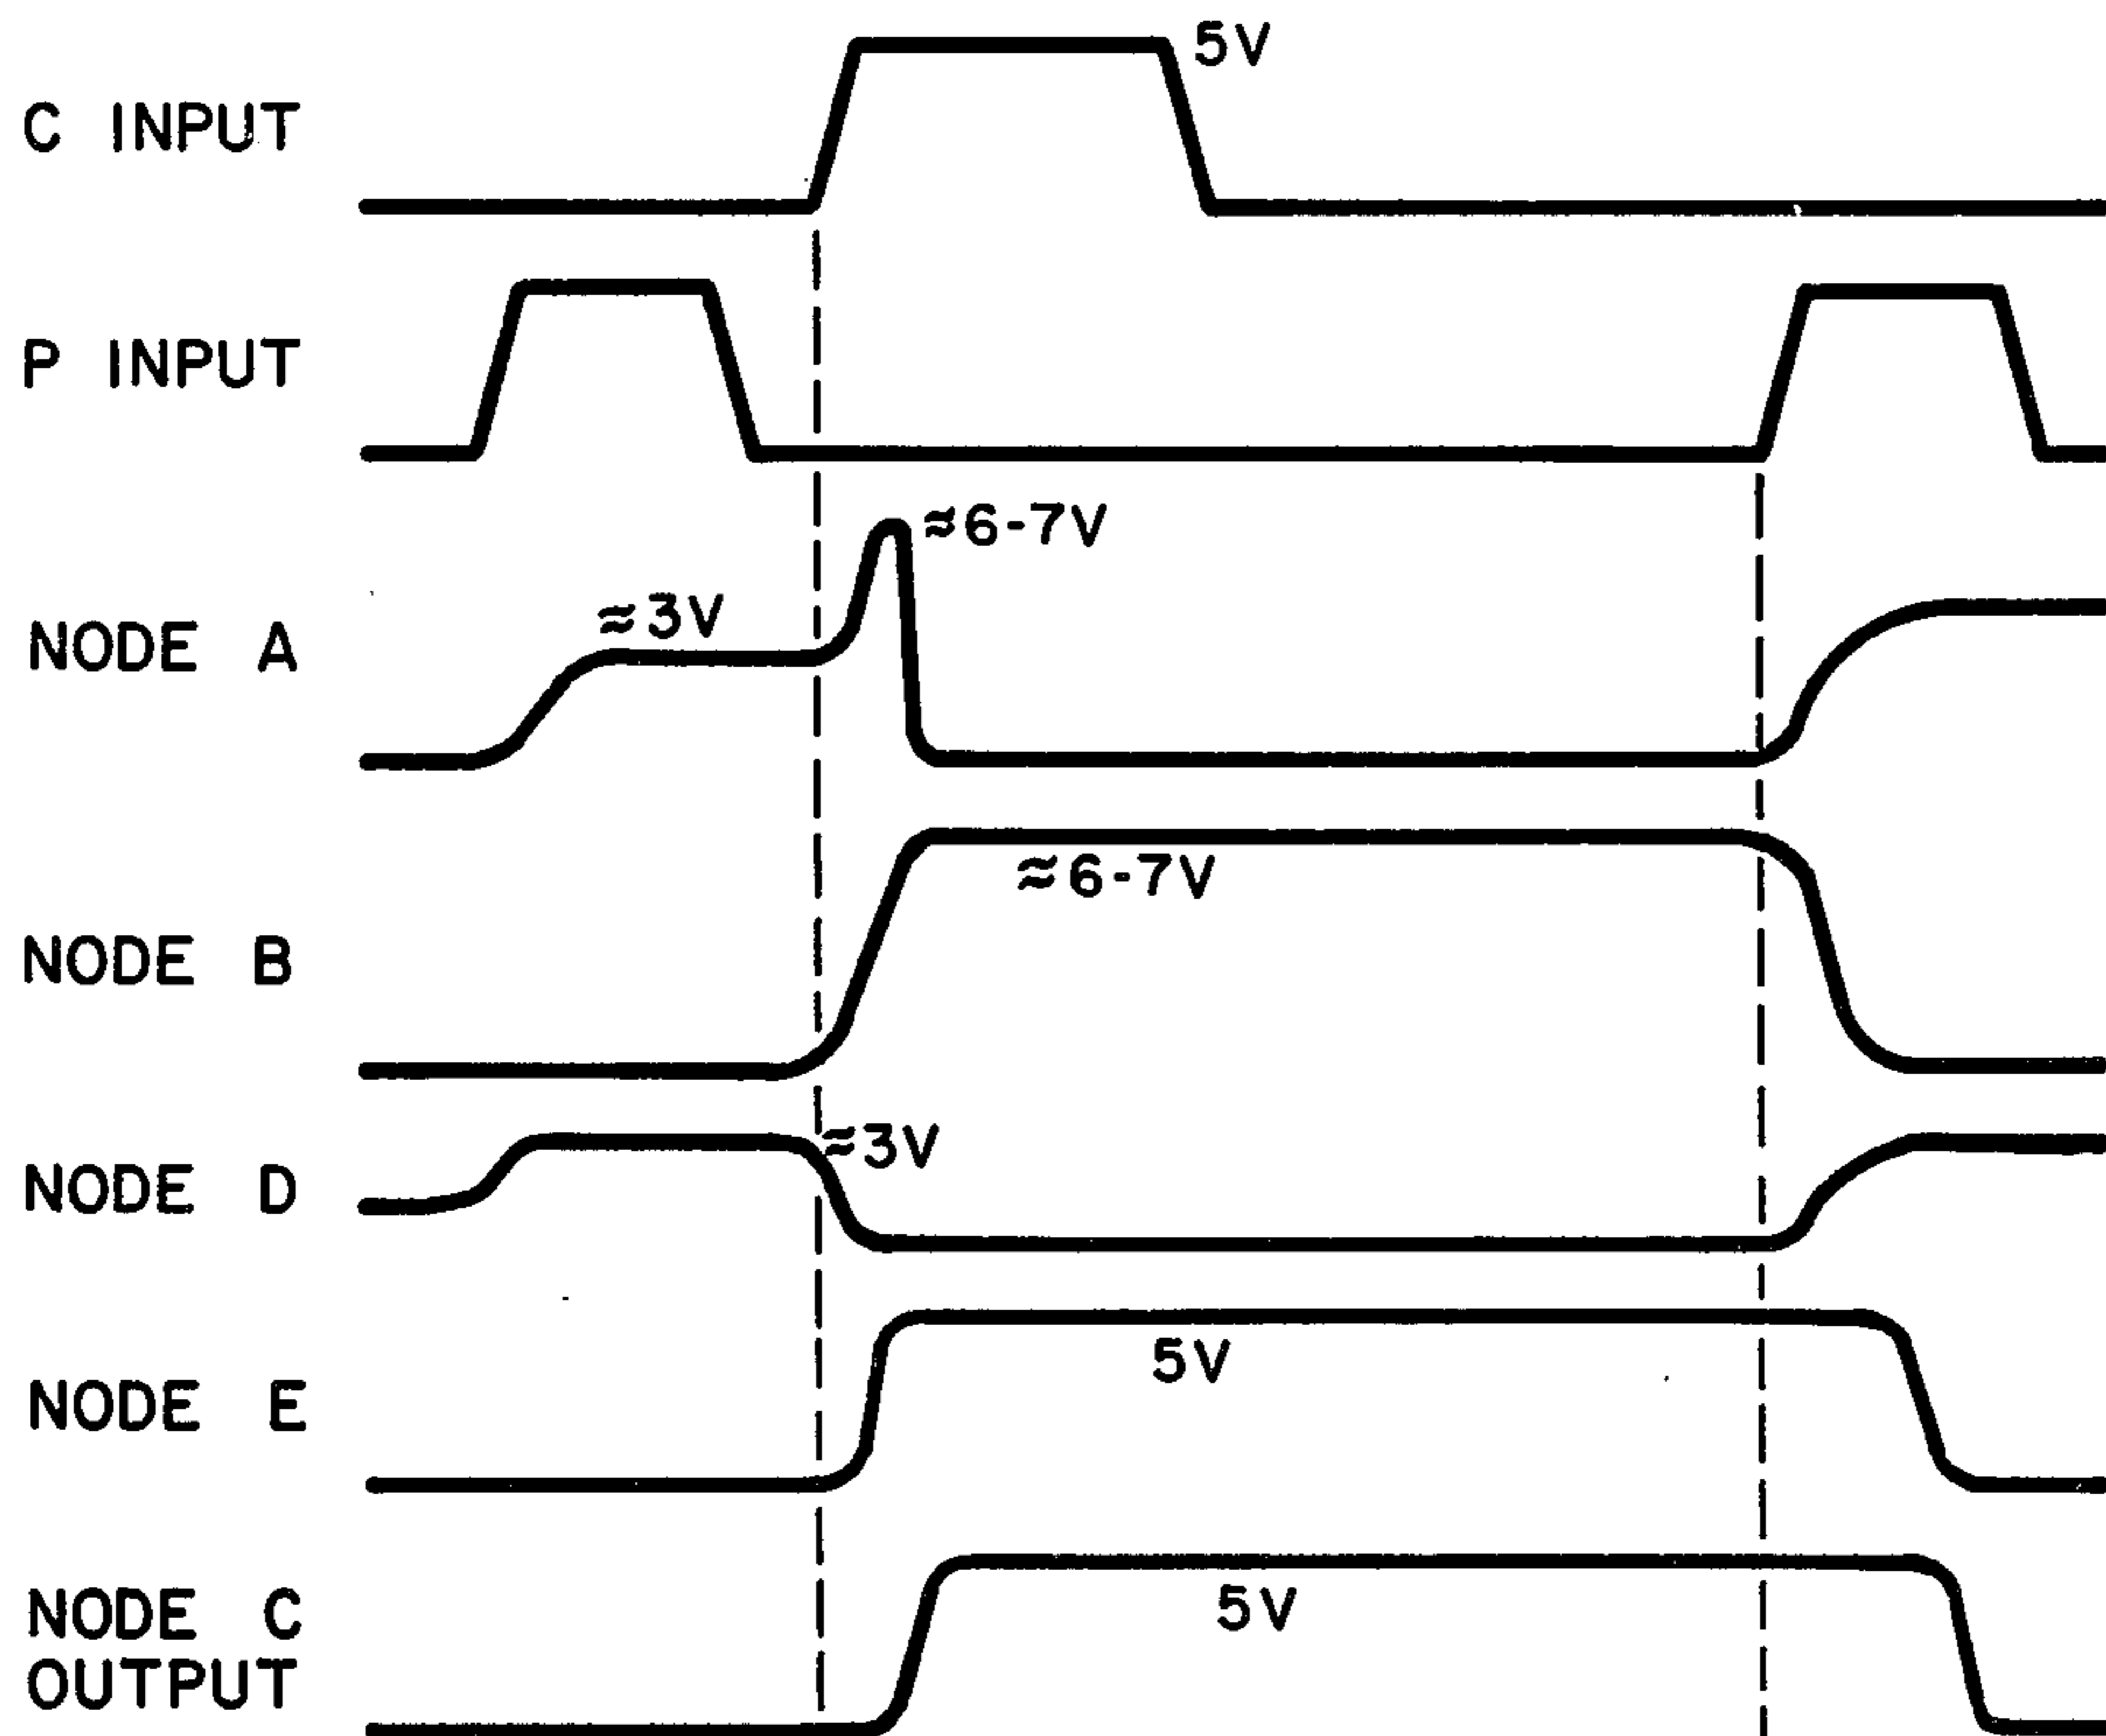 5V
C INPUT
P INPUT
≈6-7V
≈3V
NODE A
≈6-7V
NODE B
≈3V
NODE D
5V
NODE E
5V
NODE C
OUTPUT